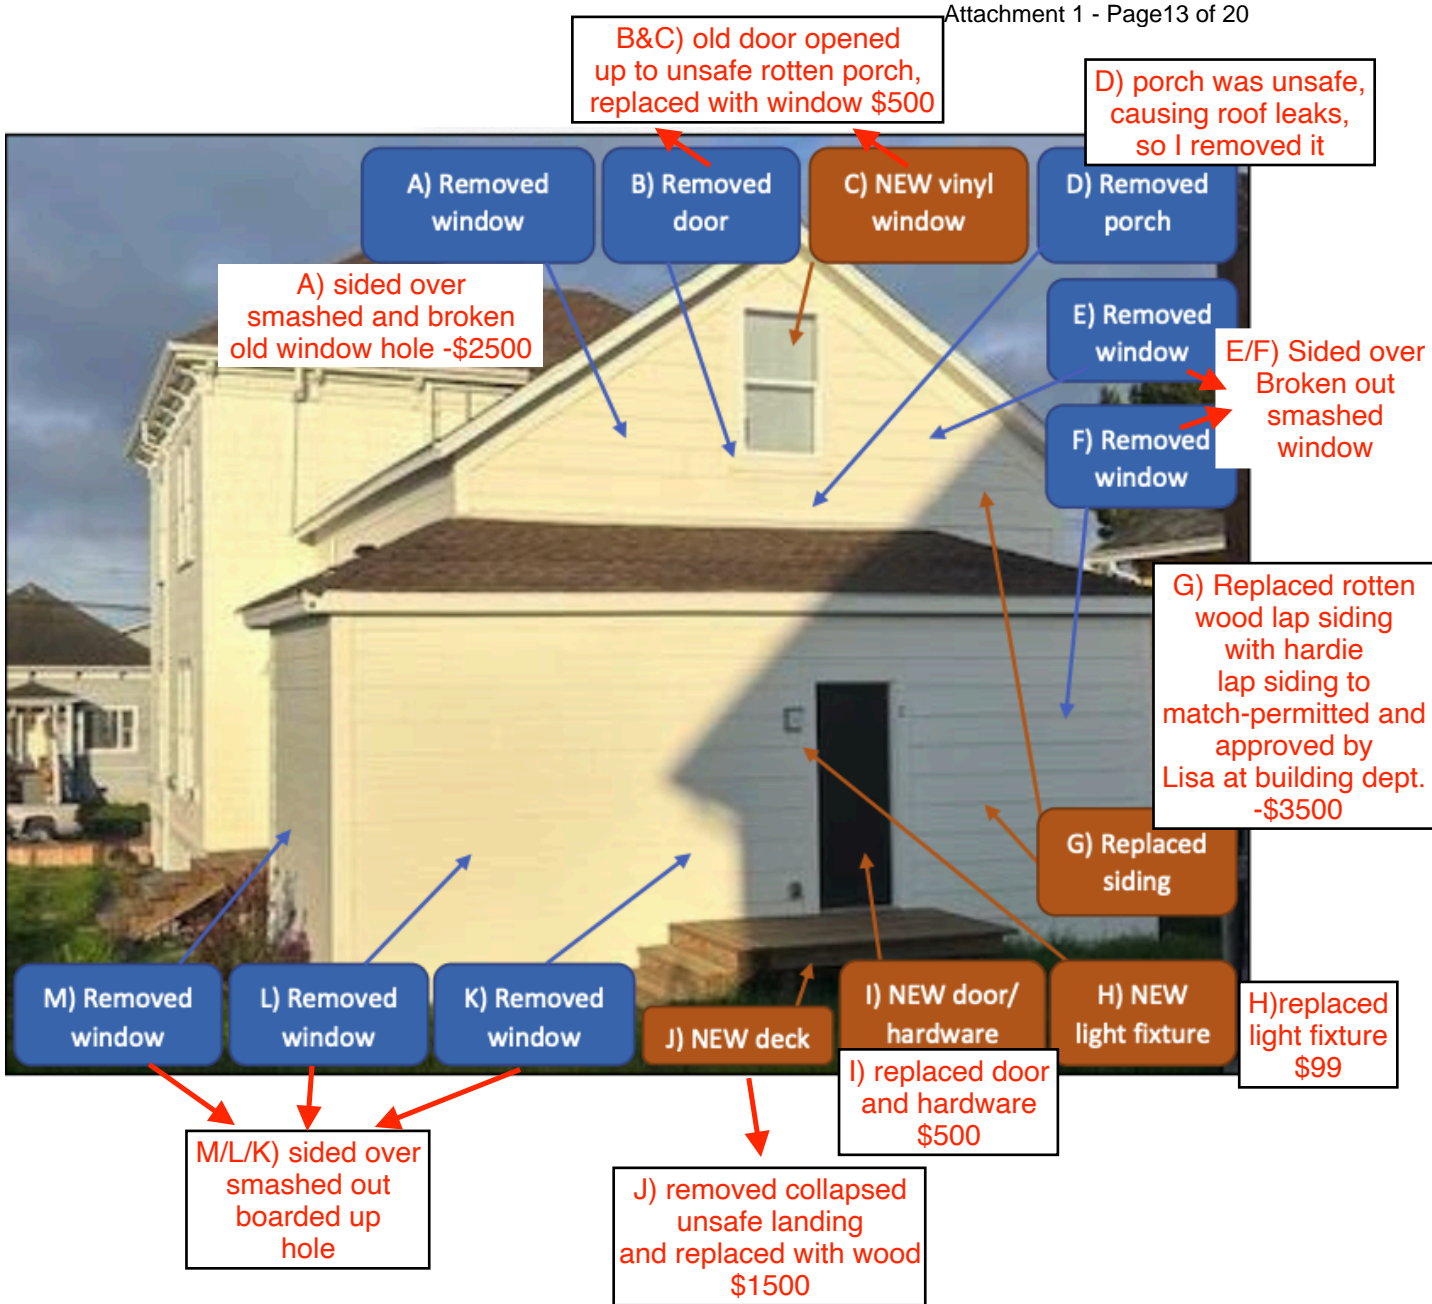 Attachment 1 - Page13 of 20
B&C) old door opened
up to unsafe rotten porch,
replaced with window $500
D) porch was unsafe,
causing roof leaks,
so I removed it
A) Removed
window
B) Removed
door
C) NEW vinyl
window
D) Removed
porch
A) sided over
smashed and broken
old window hole -$2500
E) Removed
window
E/F) Sided over
Broken out
smashed
window
F) Removed
window
G) Replaced rotten
wood lap siding
with hardie
lap siding to
match-permitted and
approved by
Lisa at building dept.
-$3500
G) Replaced
siding
M) Removed
window
L) Removed
window
K) Removed
window
J) NEW deck
I) NEW door/
hardware
H) NEW
light fixture
H)replaced
light fixture
$99
I) replaced door
and hardware
$500
M/L/K) sided over
smashed out
boarded up
hole
J) removed collapsed
unsafe landing
and replaced with wood
$1500